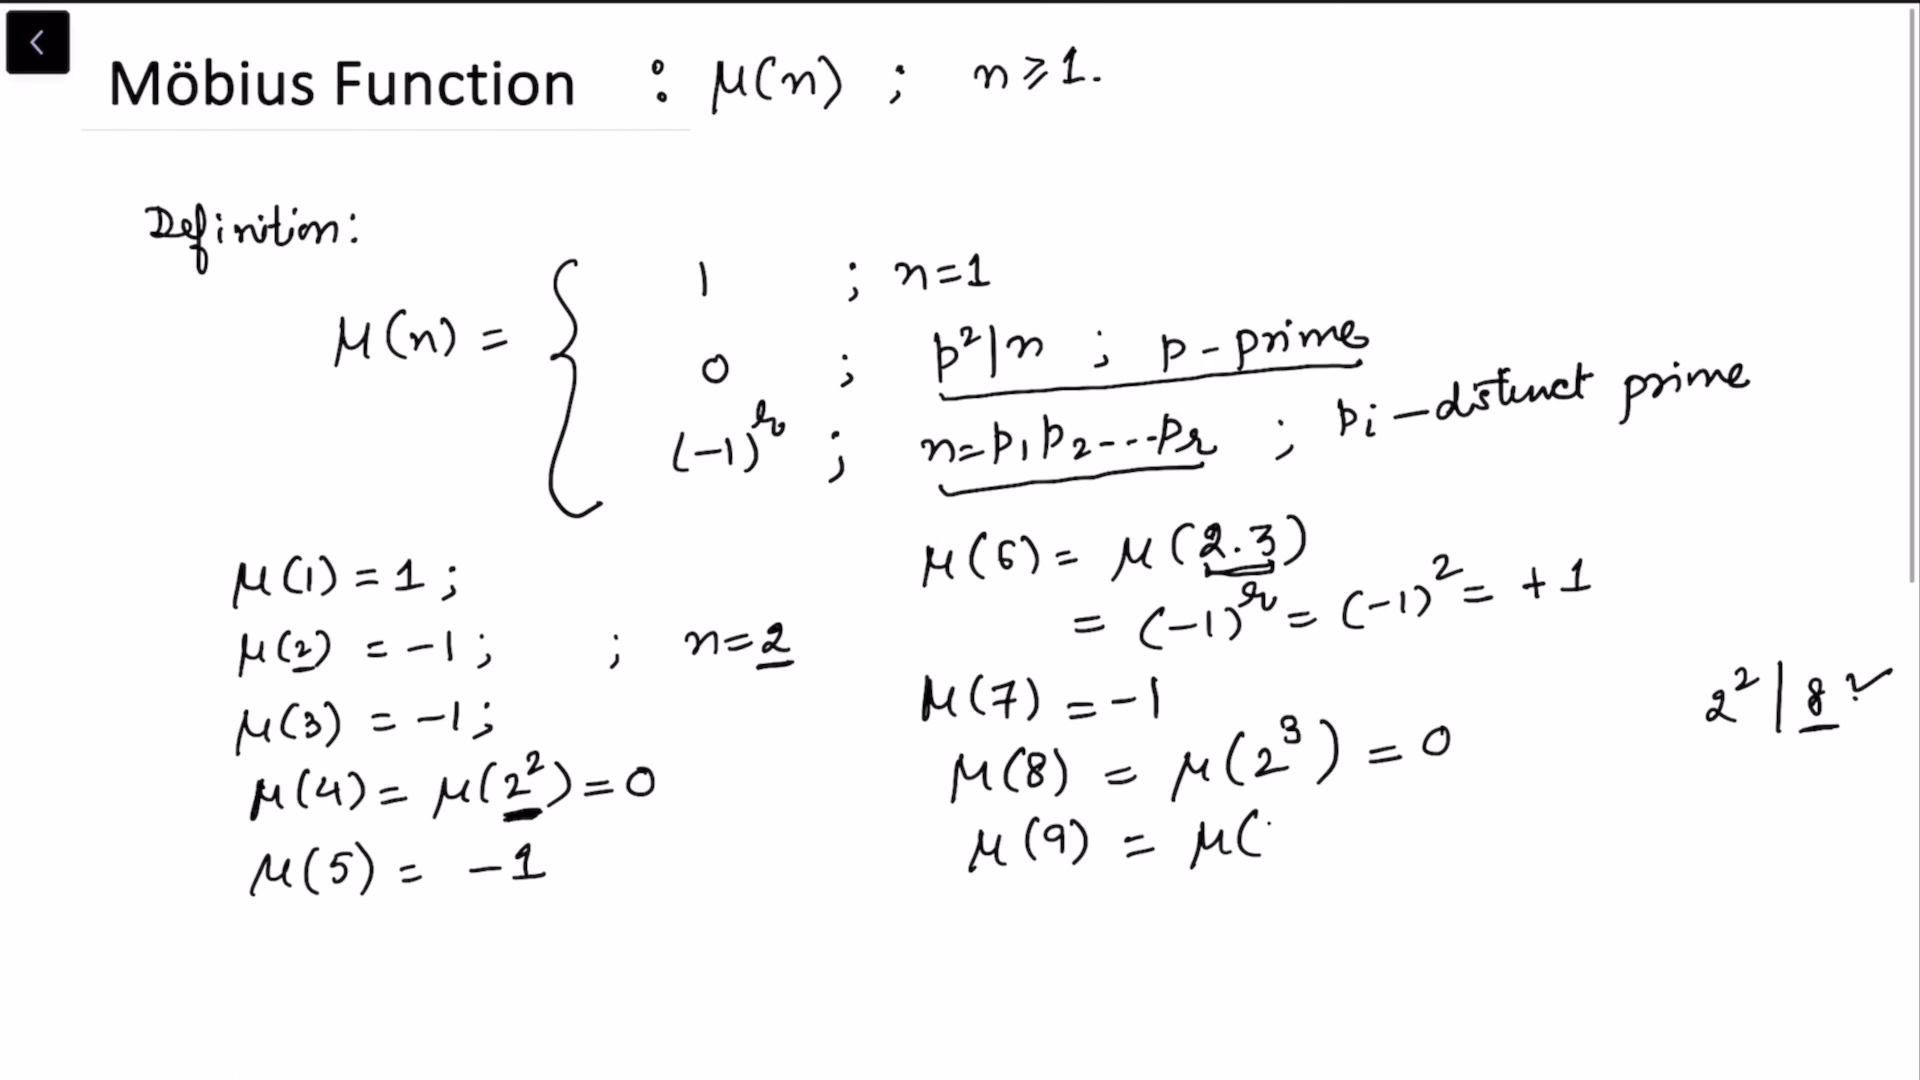 Möbius Function : μ(n) ; n ≥ 1.
Definition:
μ(n) = {
1 ; n=1
0 ; p²|n ; p - prime
(-1)^r ; n=p₁p₂---p_r ; p_i - distinct prime
μ(1) = 1 ;
μ(2) = -1 ; ; n=2
μ(3) = -1 ;
μ(4) = μ(2²) = 0
μ(5) = -1
μ(6) = μ(2.3)
= (-1)^r = (-1)² = +1
μ(7) = -1
2² | 8 ✓
μ(8) = μ(2³) = 0
μ(9) = μ(